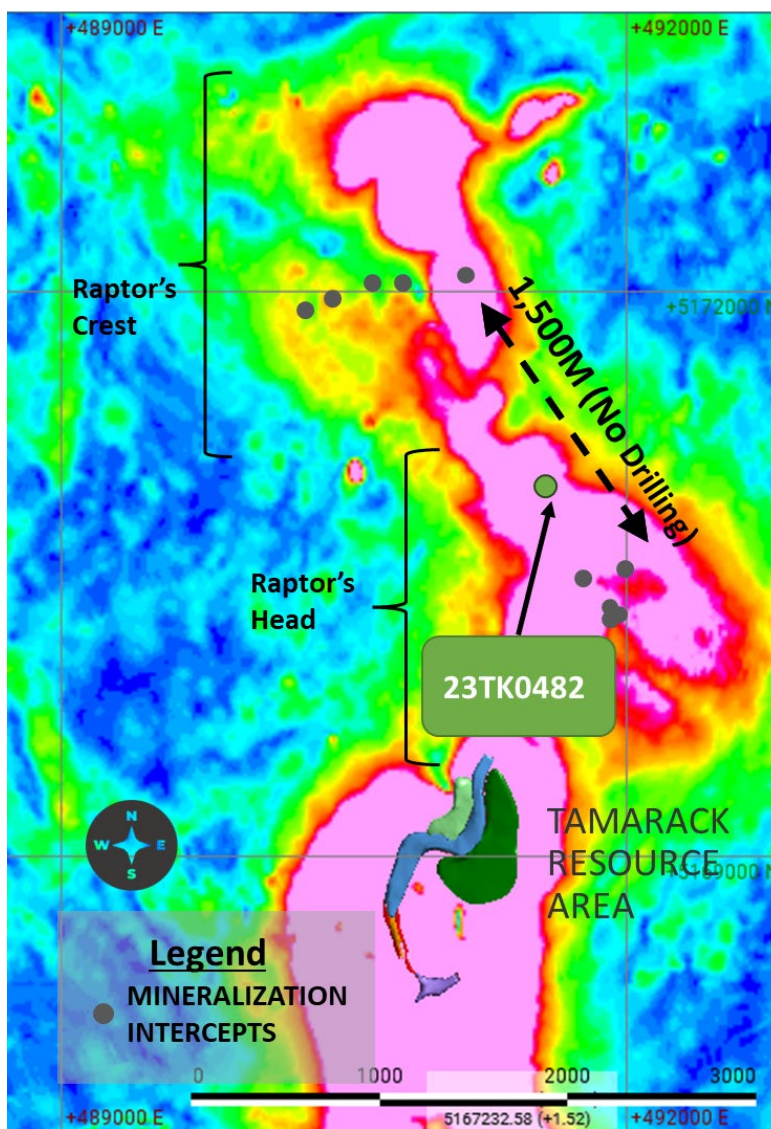 +489000 E
+492000 E
Raptor's
Crest
1,500M (No Drilling)
+5172000 N
Raptor's
Head
23TK0482
N
W E
S
TAMARACK
RESOURCE
+5169000 N
AREA
Legend
MINERALIZATION
INTERCEPTS
0 1000 2000 3000
+489000 E
5167232.58 (+1.52)
+492000 E